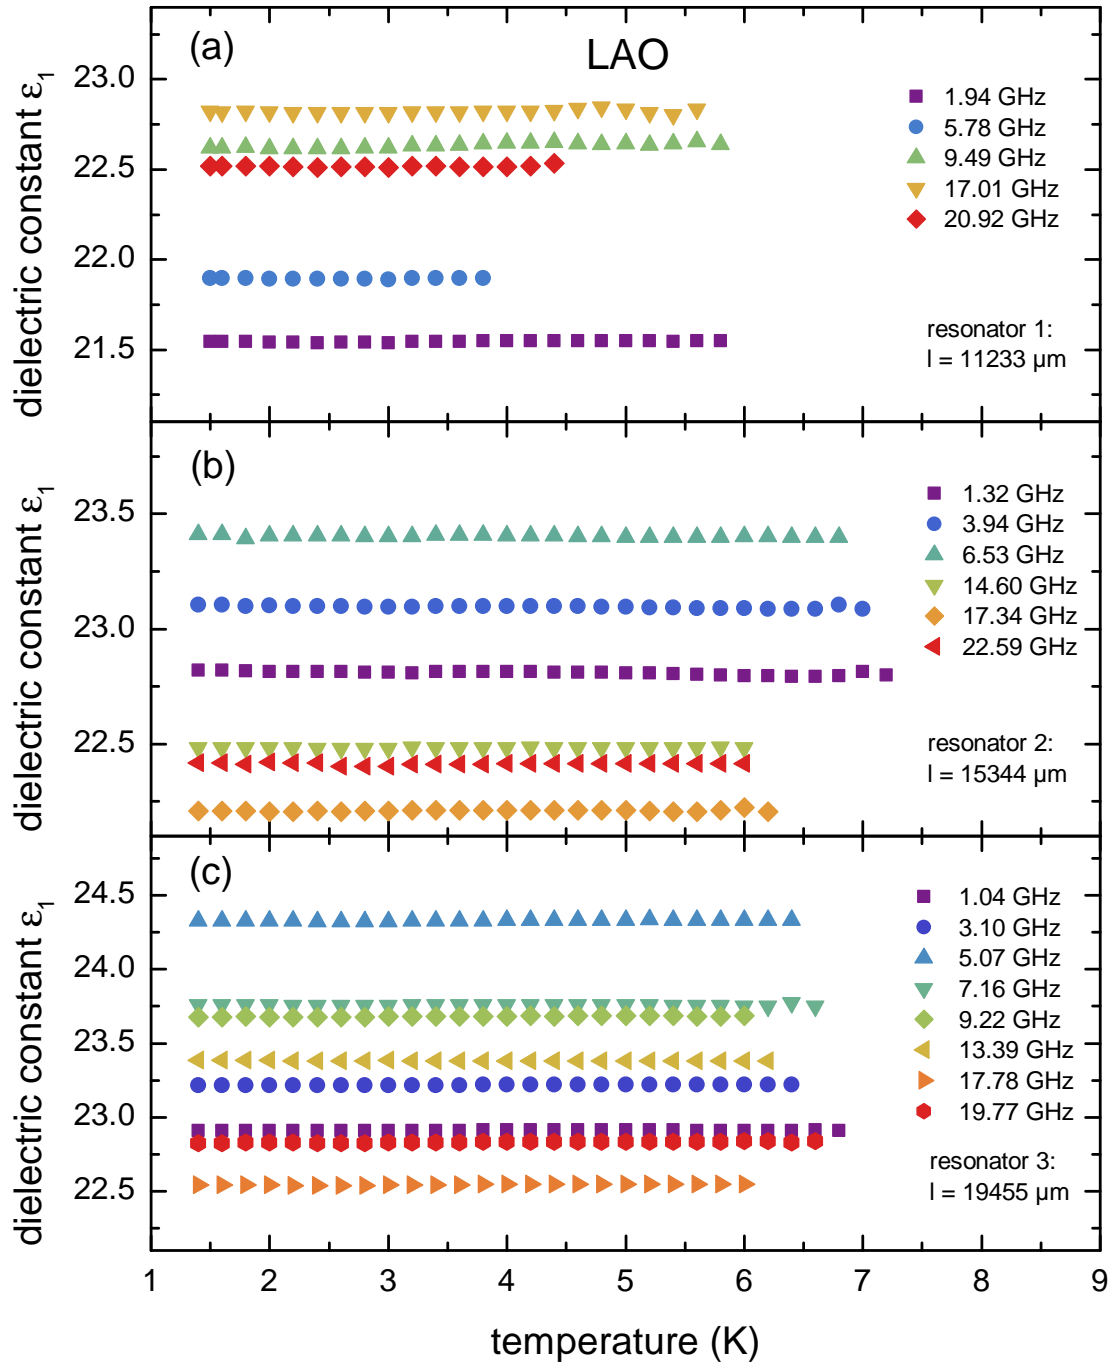 (a)
LAO
dielectric constant ε₁
23.0
22.5
22.0
21.5
1.94 GHz
5.78 GHz
9.49 GHz
17.01 GHz
20.92 GHz
resonator 1:
l = 11233 µm
(b)
dielectric constant ε₁
23.5
23.0
22.5
1.32 GHz
3.94 GHz
6.53 GHz
14.60 GHz
17.34 GHz
22.59 GHz
resonator 2:
l = 15344 µm
(c)
dielectric constant ε₁
24.5
24.0
23.5
23.0
22.5
1.04 GHz
3.10 GHz
5.07 GHz
7.16 GHz
9.22 GHz
13.39 GHz
17.78 GHz
19.77 GHz
resonator 3:
l = 19455 µm
1 2 3 4 5 6 7 8 9
temperature (K)